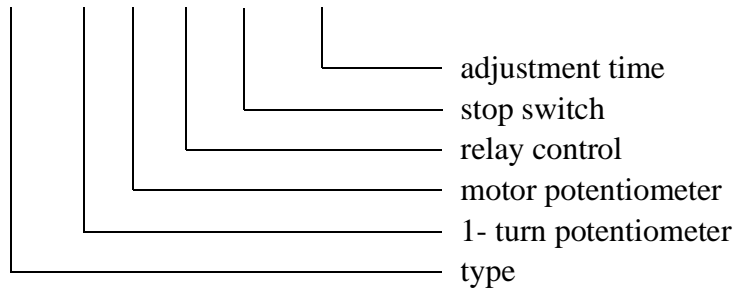 adjustment time
stop switch
relay control
motor potentiometer
1- turn potentiometer
type